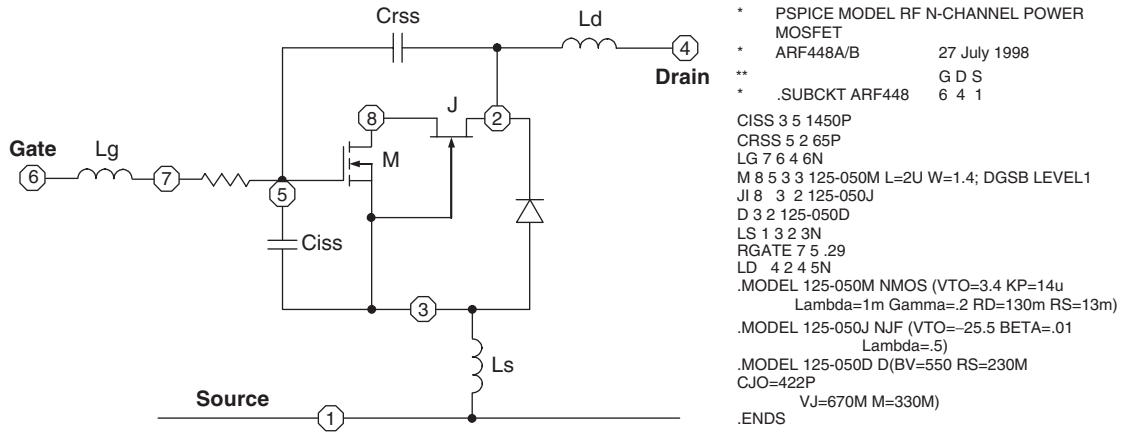 Crss
Ld
4
Drain
J
8
2
Gate
Lg
M
6
7
5
Ciss
3
Ls
Source
1
* PSPICE MODEL RF N-CHANNEL POWER
MOSFET
* ARF448A/B 27 July 1998
** G D S
* .SUBCKT ARF448 6 4 1
CISS 3 5 1450P
CRSS 5 2 65P
LG 7 6 4 6N
M 8 5 3 3 125-050M L=2U W=1.4; DGSB LEVEL1
JI 8 3 2 125-050J
D 3 2 125-050D
LS 1 3 2 3N
RGATE 7 5 .29
LD 4 2 4 5N
.MODEL 125-050M NMOS (VTO=3.4 KP=14u
Lambda=1m Gamma=.2 RD=130m RS=13m)
.MODEL 125-050J NJF (VTO=–25.5 BETA=.01
Lambda=.5)
.MODEL 125-050D D(BV=550 RS=230M
CJO=422P
VJ=670M M=330M)
.ENDS